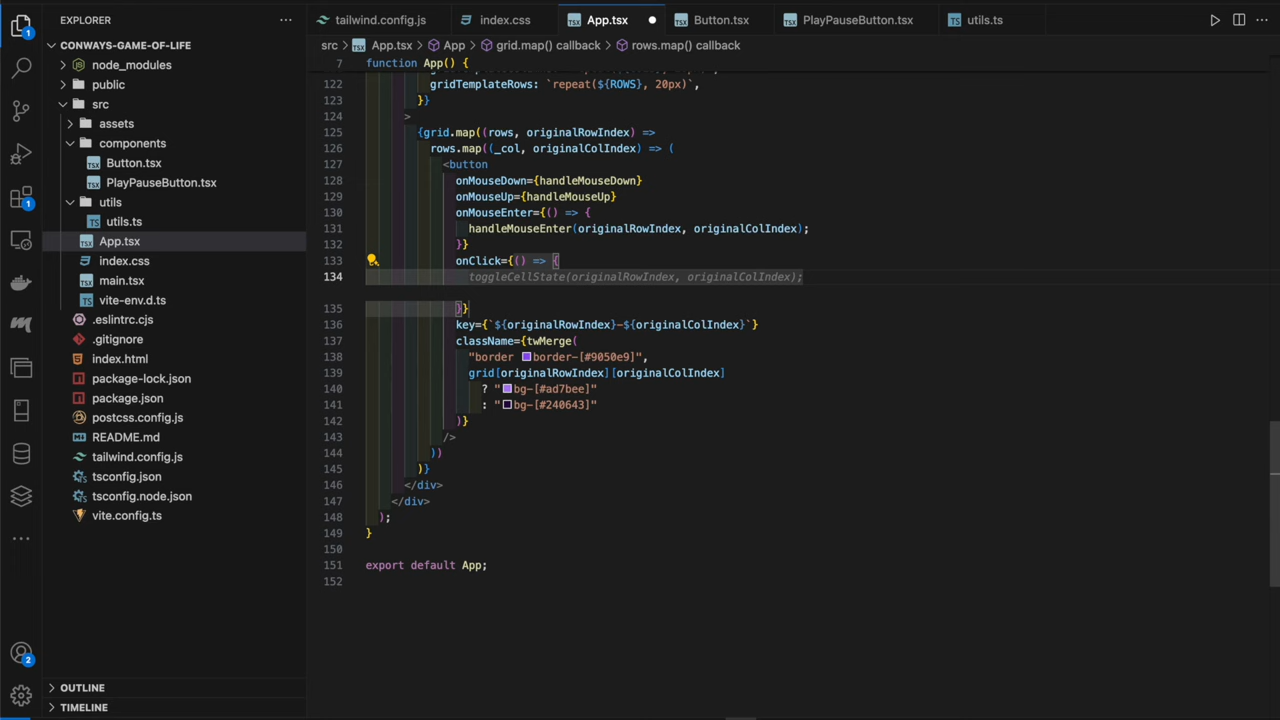 EXPLORER
CONWAYS-GAME-OF-LIFE
node_modules
public
src
assets
components
Button.tsx
PlayPauseButton.tsx
utils
utils.ts
App.tsx
index.css
main.tsx
vite-env.d.ts
.eslintrc.cjs
.gitignore
index.html
package-lock.json
package.json
postcss.config.js
README.md
tailwind.config.js
tsconfig.json
tsconfig.node.json
vite.config.ts
OUTLINE
TIMELINE
1
1
2
tailwind.config.js index.css App.tsx Button.tsx PlayPauseButton.tsx utils.ts
src > App.tsx > App > grid.map() callback > rows.map() callback
7 function App() {
122 gridTemplateRows: `repeat(${ROWS}, 20px)`,
123 }}
124 >
125 {grid.map((rows, originalRowIndex) =>
126 rows.map((_col, originalColIndex) => (
127 <button
128 onMouseDown={handleMouseDown}
129 onMouseUp={handleMouseUp}
130 onMouseEnter={() => {
131 handleMouseEnter(originalRowIndex, originalColIndex);
132 }}
133 onClick={() => {
134 toggleCellState(originalRowIndex, originalColIndex);
135 }}
136 key={`${originalRowIndex}-${originalColIndex}`}
137 className={twMerge(
138 "border border-[#9050e9]",
139 grid[originalRowIndex][originalColIndex]
140 ? "bg-[#ad7bee]"
141 : "bg-[#240643]"
142 )}
143 />
144 ))
145 )}
146 </div>
147 </div>
148 );
149 }
150
151 export default App;
152